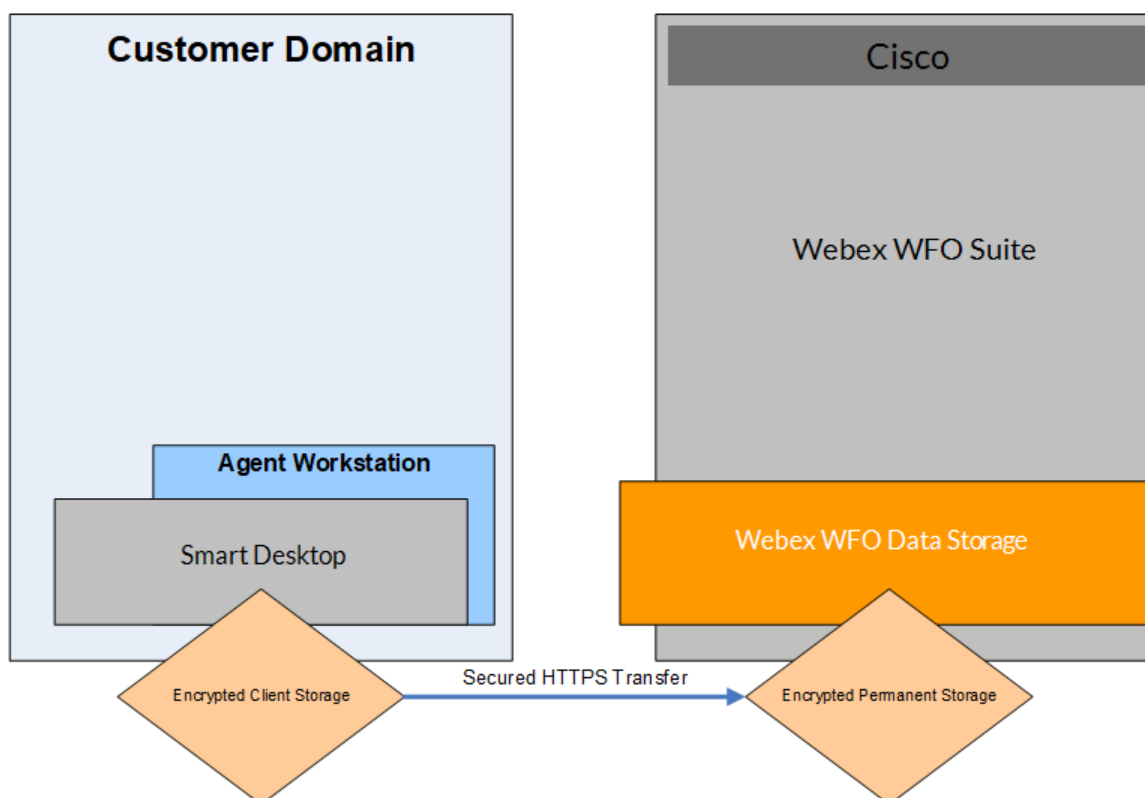 Customer Domain
Cisco
Webex WFO Suite
Agent Workstation
Smart Desktop
Webex WFO Data Storage
Secured HTTPS Transfer
Encrypted Client Storage
Encrypted Permanent Storage